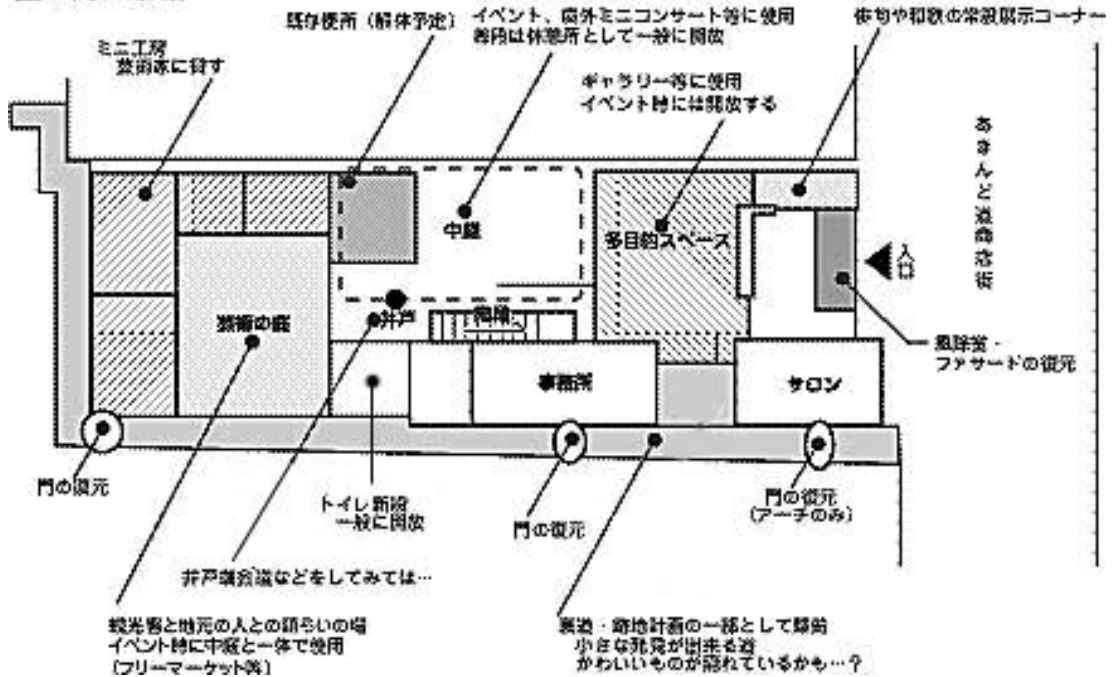 既存便所（解体予定）
イベント、屋外ミニコンサート等に使用
普段は休憩所として一般に開放
俳句や和歌の常設展示コーナー
ミニ工房
芸術家に貸す
ギャラリー等に使用
イベント時には開放する
あきんど道商店街
中庭
多目的スペース
入口
芸術の庭
井戸
階段
風除室・
ファサードの復元
事務所
サロン
門の復元
トイレ新設
一般に開放
門の復元
門の復元
（アーチのみ）
井戸端会議などをしてみては…
観光客と地元の人との語らいの場
イベント時に中庭と一体で使用
（フリーマーケット等）
裏道・路地計画の一部として整備
小さな発見が出来る道
かわいいものが隠れているかも…？